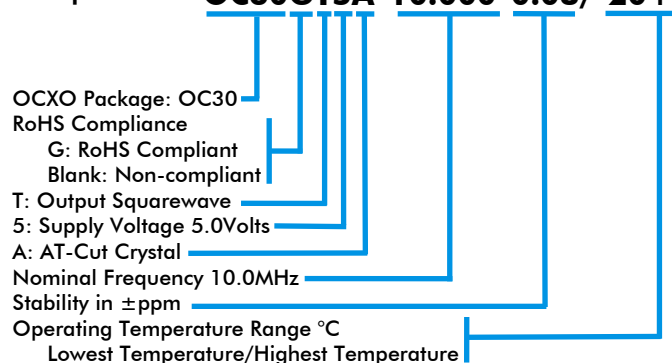 OCXO Package: OC30
RoHS Compliance
G: RoHS Compliant
Blank: Non-compliant
T: Output Squarewave
5: Supply Voltage 5.0Volts
A: AT-Cut Crystal
Nominal Frequency 10.0MHz
Stability in ±ppm
Operating Temperature Range °C
Lowest Temperature/Highest Temperature